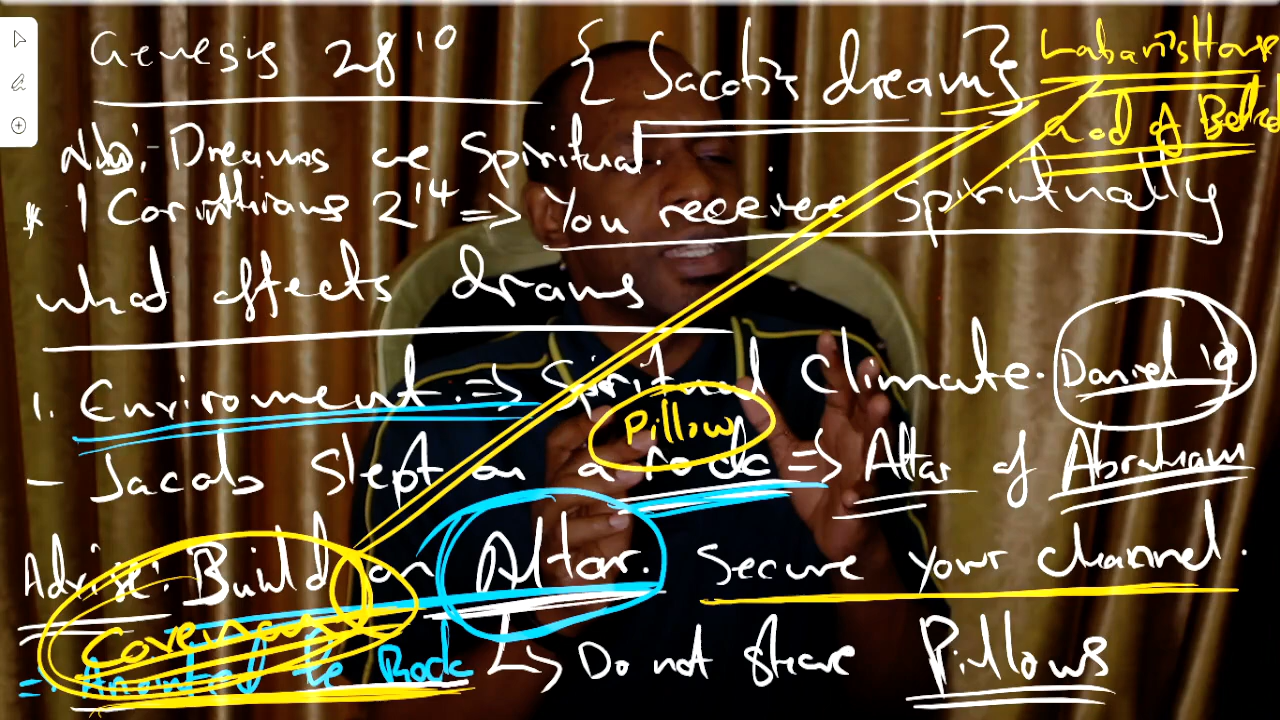 Genesis 28¹⁰ {Jacob's dream} Laban's House
God of Bethel
Nb:- Dreams are Spiritual.
* 1 Corinthians 2¹⁴ => You receive spiritually
what affects dreams
1. Enviroment. => Spiritual Climate. Daniel 10
Pillow
- Jacob Slept on a rock => Altar of Abraham
Advise: Build an Altar. Secure your channel.
Covenant
=> Anointed the Rock ↳ Do not share Pillows